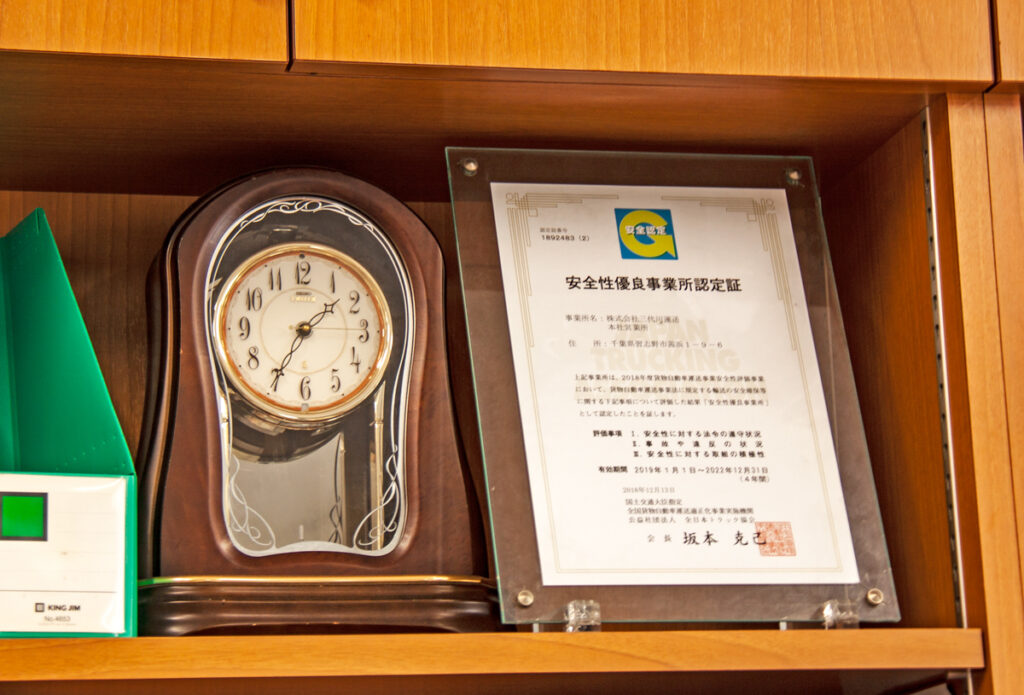 12
1
2
3
4
5
6
7
8
9
10
11
SEIKO
KING JIM
No.4653
認定証番号
1892483(2)
G
安全認定
安全性優良事業所認定証
事業所名:株式会社三代川運送
本社営業所
住 所:千葉県習志野市茜浜1-9-6
上記事業所は、2018年度貨物自動車運送事業安全性評価事業
において、貨物自動車運送事業法に規定する輸送の安全確保等
に関する下記事項について評価した結果「安全性優良事業所」
として認定したことを証します。
評価事項 Ⅰ.安全性に対する法令の遵守状況
Ⅱ.事故や違反の状況
Ⅲ.安全性に対する取組の積極性
有効期間 2019年1月1日~2022年12月31日
(4年間)
2018年12月13日
国土交通大臣指定
全国貨物自動車運送適正化事業実施機関
公益社団法人 全日本トラック協会
会長 坂本 克己